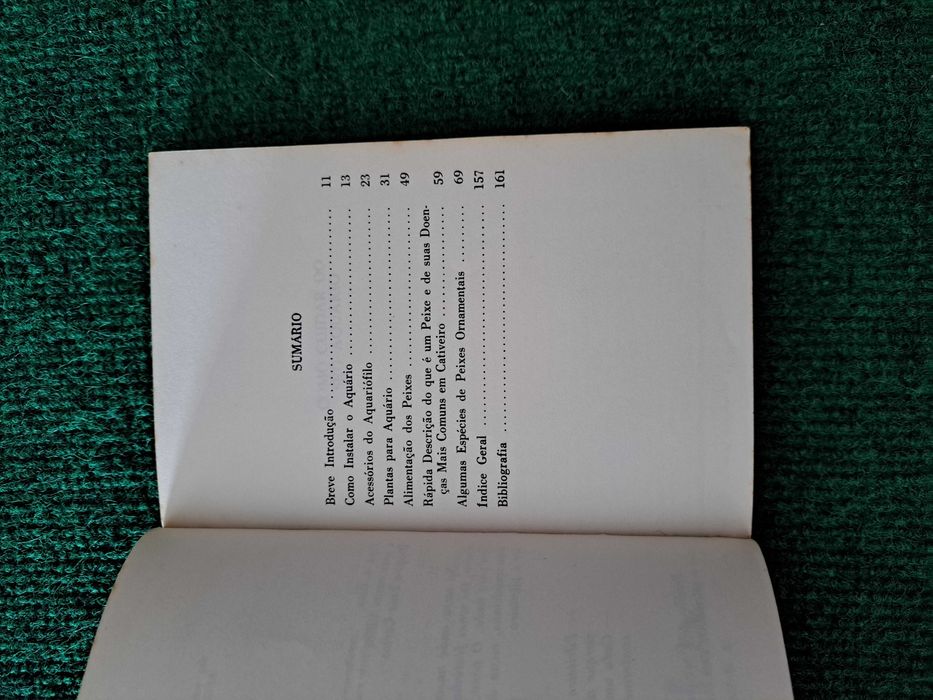 SUMÁRIO
Breve Introdução ........................................ 11
Como Instalar o Aquário ........................................ 13
Acessórios do Aquariófilo ........................................ 23
Plantas para Aquário ........................................ 31
Alimentação dos Peixes ........................................ 49
Rápida Descrição do que é um Peixe e de suas Doen-
ças Mais Comuns em Cativeiro .................... 59
Algumas Espécies de Peixes Ornamentais .......... 69
Índice Geral ........................................ 157
Bibliografia ........................................ 161